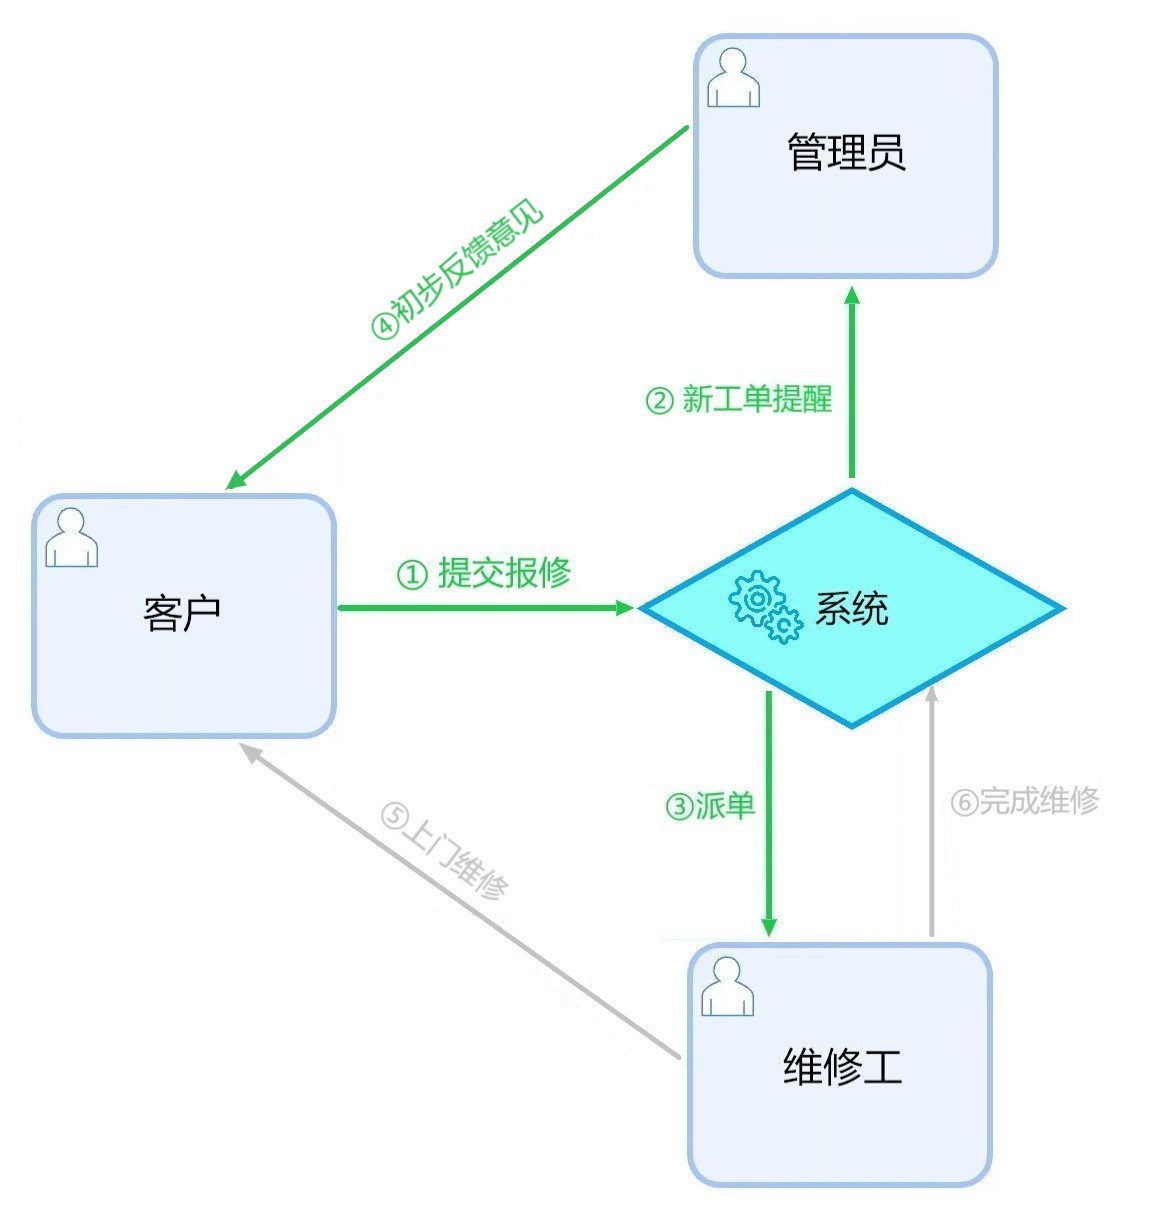 管理员
④初步反馈意见
② 新工单提醒
① 提交报修
客户
系统
③派单
⑥完成维修
⑤上门维修
维修工